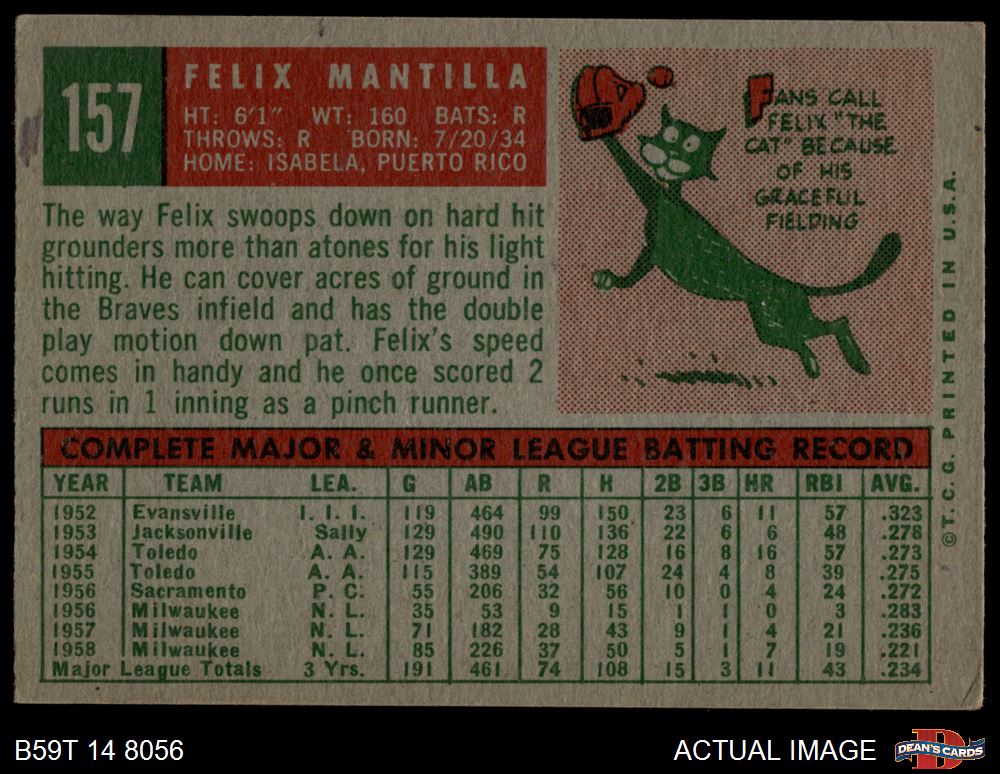 157
FELIX MANTILLA
HT: 6'1" WT: 160 BATS: R
THROWS: R BORN: 7/20/34
HOME: ISABELA, PUERTO RICO
FANS CALL
FELIX "THE
CAT" BECAUSE
OF HIS
GRACEFUL
FIELDING
The way Felix swoops down on hard hit
grounders more than atones for his light
hitting. He can cover acres of ground in
the Braves infield and has the double
play motion down pat. Felix's speed
comes in handy and he once scored 2
runs in 1 inning as a pinch runner.
COMPLETE MAJOR & MINOR LEAGUE BATTING RECORD
YEAR TEAM LEA. G AB R H 2B 3B HR RBI AVG.
1952 Evansville I. I. I. 119 464 99 150 23 6 11 57 .323
1953 Jacksonville Sally 129 490 110 136 22 6 6 48 .278
1954 Toledo A. A. 129 469 75 128 16 8 16 57 .273
1955 Toledo A. A. 115 389 54 107 24 4 8 39 .275
1956 Sacramento P. C. 55 206 32 56 10 0 4 24 .272
1956 Milwaukee N. L. 35 53 9 15 1 1 0 3 .283
1957 Milwaukee N. L. 71 182 28 43 9 1 4 21 .236
1958 Milwaukee N. L. 85 226 37 50 5 1 7 19 .221
Major League Totals 3 Yrs. 191 461 74 108 15 3 11 43 .234
©T.C.G. PRINTED IN U.S.A.
B59T 14 8056
ACTUAL IMAGE
DEAN'S CARDS